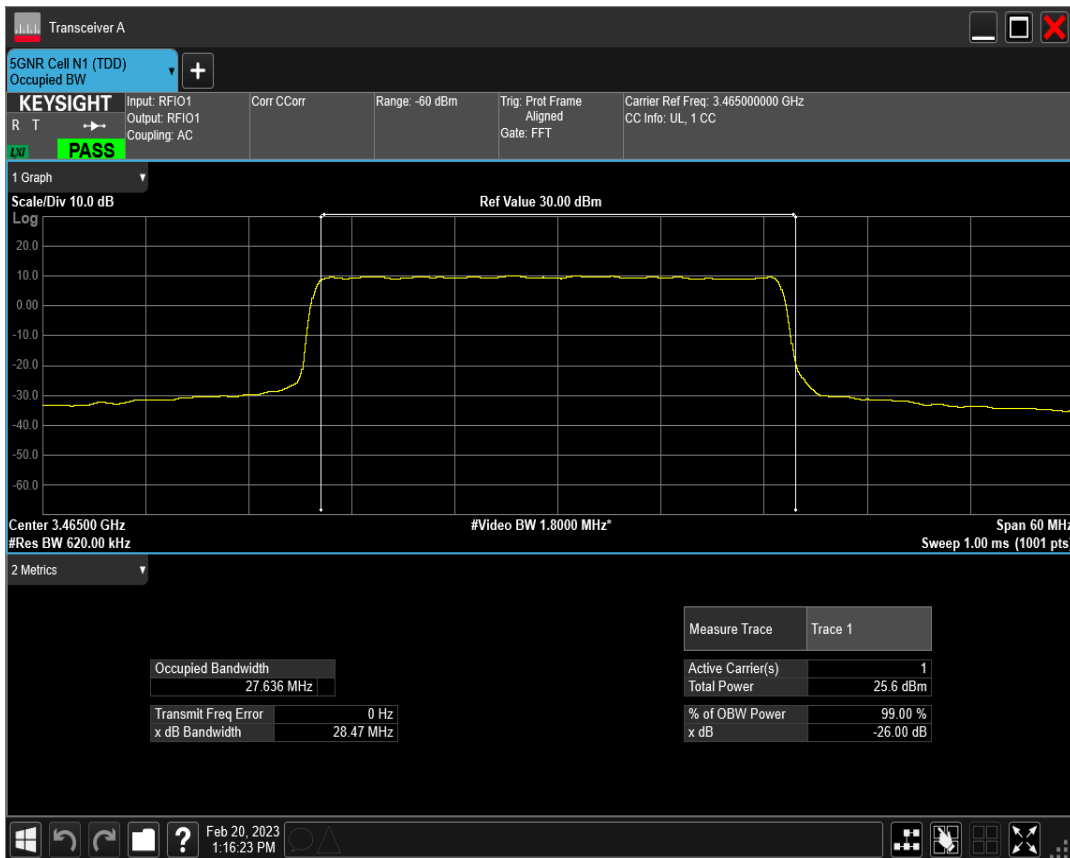 Transceiver A
5GNR Cell N1 (TDD)
Occupied BW
KEYSIGHT
R T
LXI
PASS
Input: RFIO1
Output: RFIO1
Coupling: AC
Corr CCorr
Range: -60 dBm
Trig: Prot Frame
Aligned
Gate: FFT
Carrier Ref Freq: 3.465000000 GHz
CC Info: UL, 1 CC
1 Graph
Scale/Div 10.0 dB
Ref Value 30.00 dBm
Log
20.0
10.0
0.00
-10.0
-20.0
-30.0
-40.0
-50.0
-60.0
Center 3.46500 GHz
#Video BW 1.8000 MHz*
Span 60 MHz
#Res BW 620.00 kHz
Sweep 1.00 ms (1001 pts)
2 Metrics
Measure Trace Trace 1
Occupied Bandwidth
27.636 MHz
Active Carrier(s) 1
Total Power 25.6 dBm
Transmit Freq Error 0 Hz
x dB Bandwidth 28.47 MHz
% of OBW Power 99.00 %
x dB -26.00 dB
?
Feb 20, 2023
1:16:23 PM